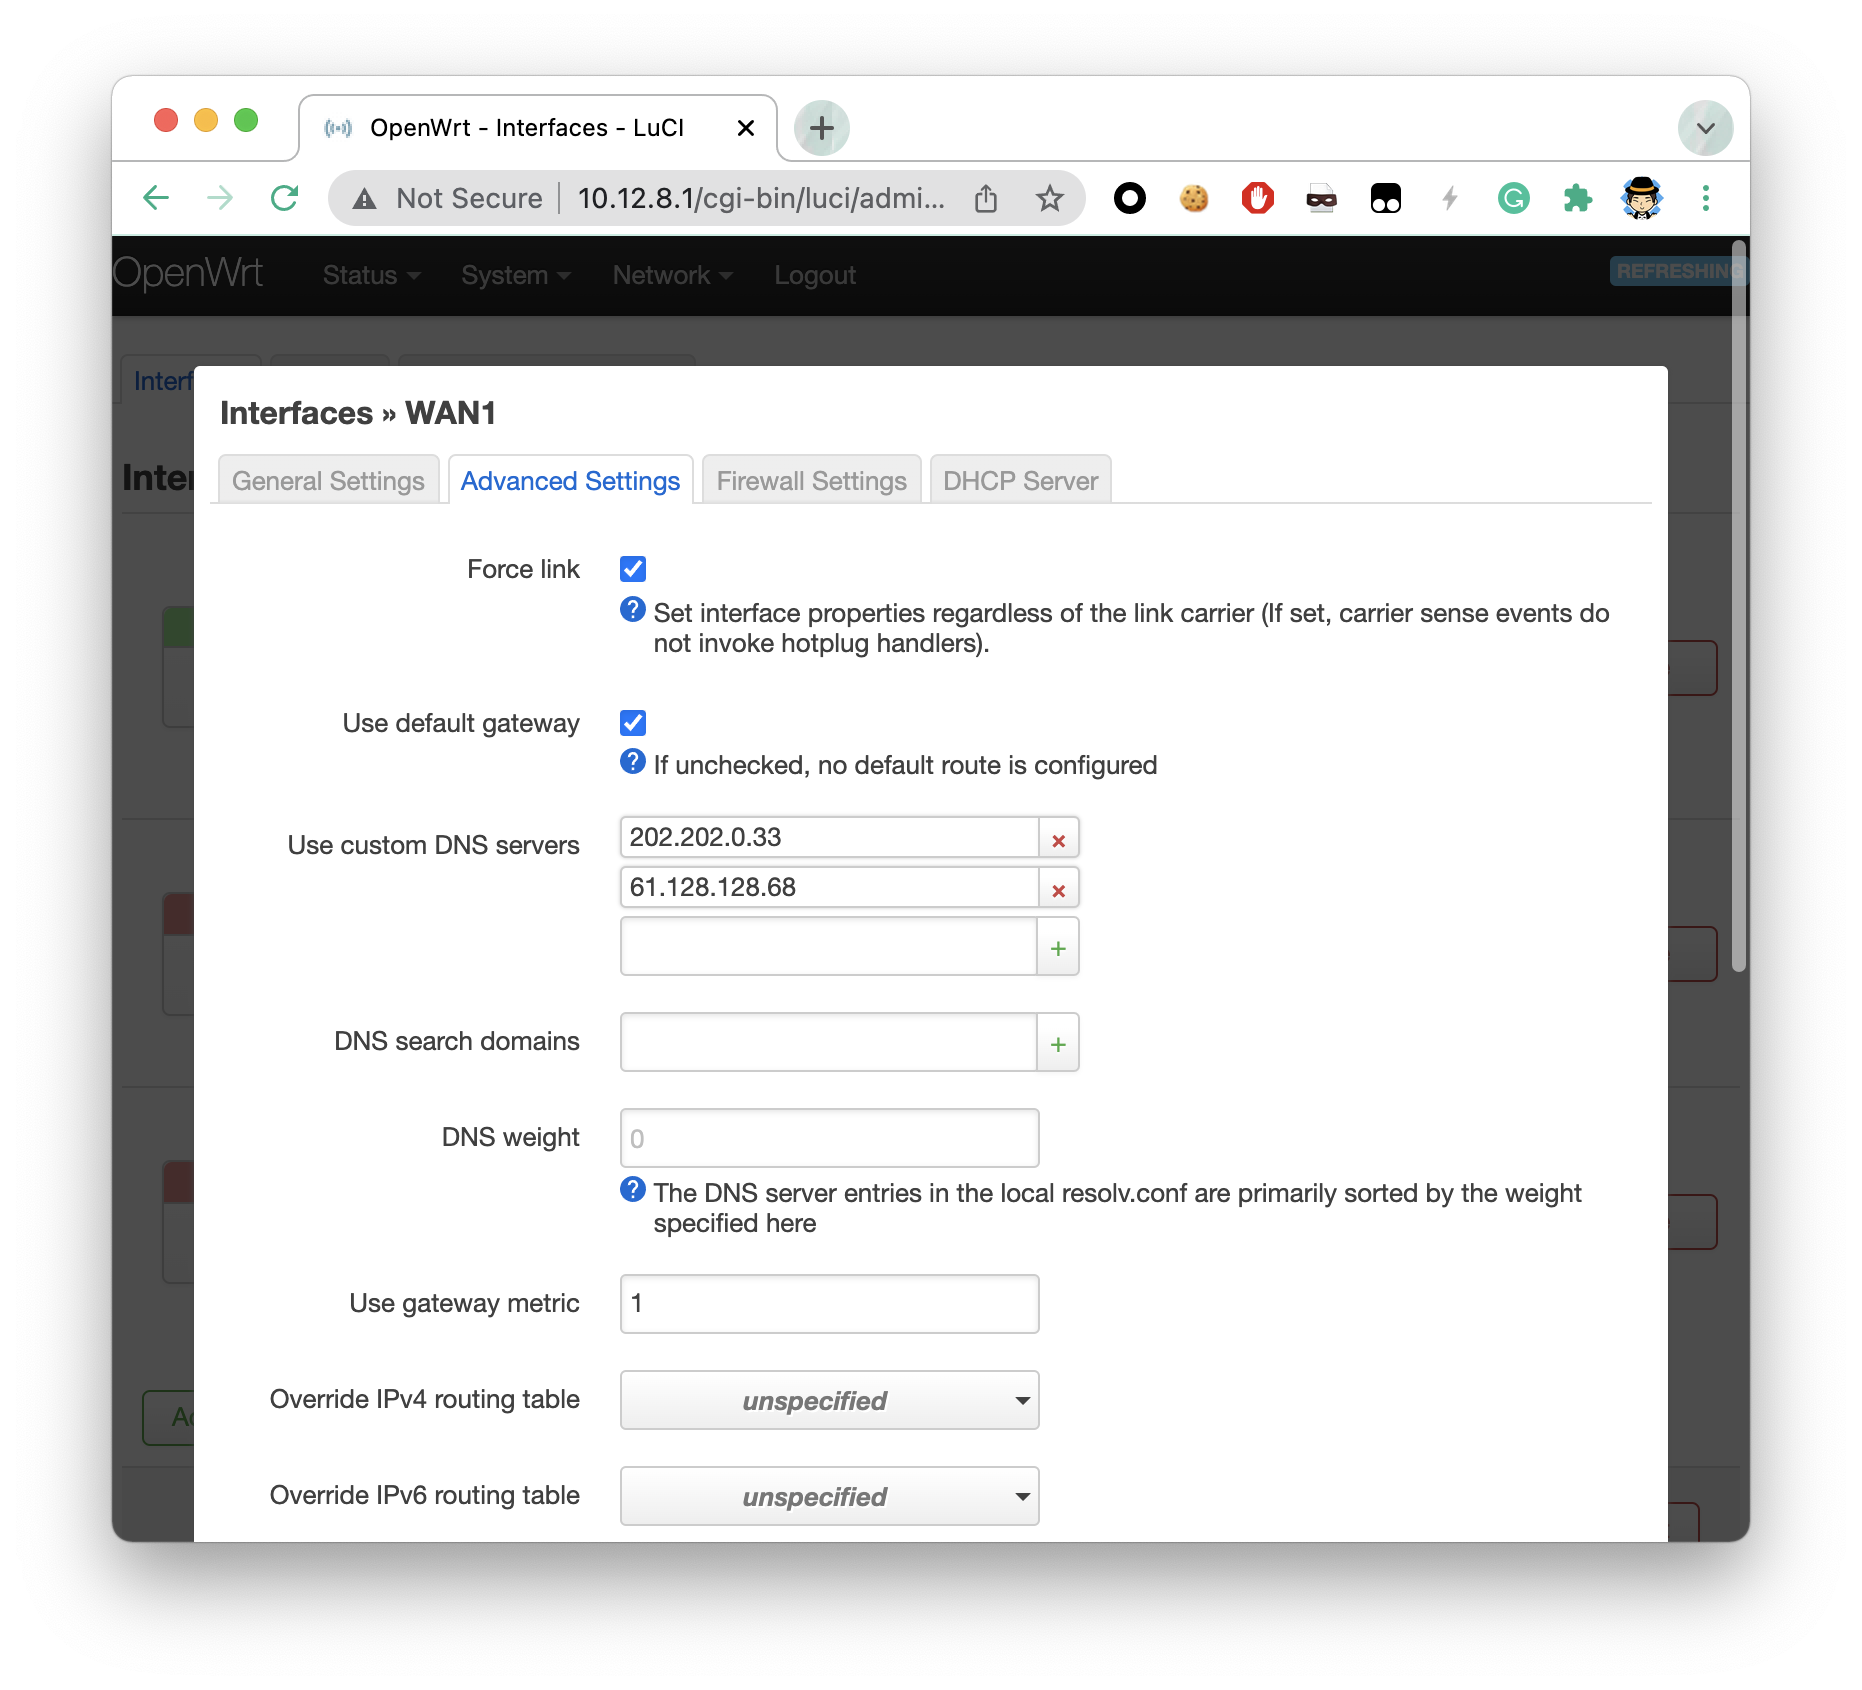 OpenWrt - Interfaces - LuCI
Not Secure 10.12.8.1/cgi-bin/luci/admi...
OpenWrt Status System Network Logout REFRESHING
Interfaces » WAN1
General Settings Advanced Settings Firewall Settings DHCP Server
Force link
Set interface properties regardless of the link carrier (If set, carrier sense events do
not invoke hotplug handlers).
Use default gateway
If unchecked, no default route is configured
Use custom DNS servers 202.202.0.33
61.128.128.68
DNS search domains
DNS weight 0
The DNS server entries in the local resolv.conf are primarily sorted by the weight
specified here
Use gateway metric 1
Override IPv4 routing table unspecified
Override IPv6 routing table unspecified